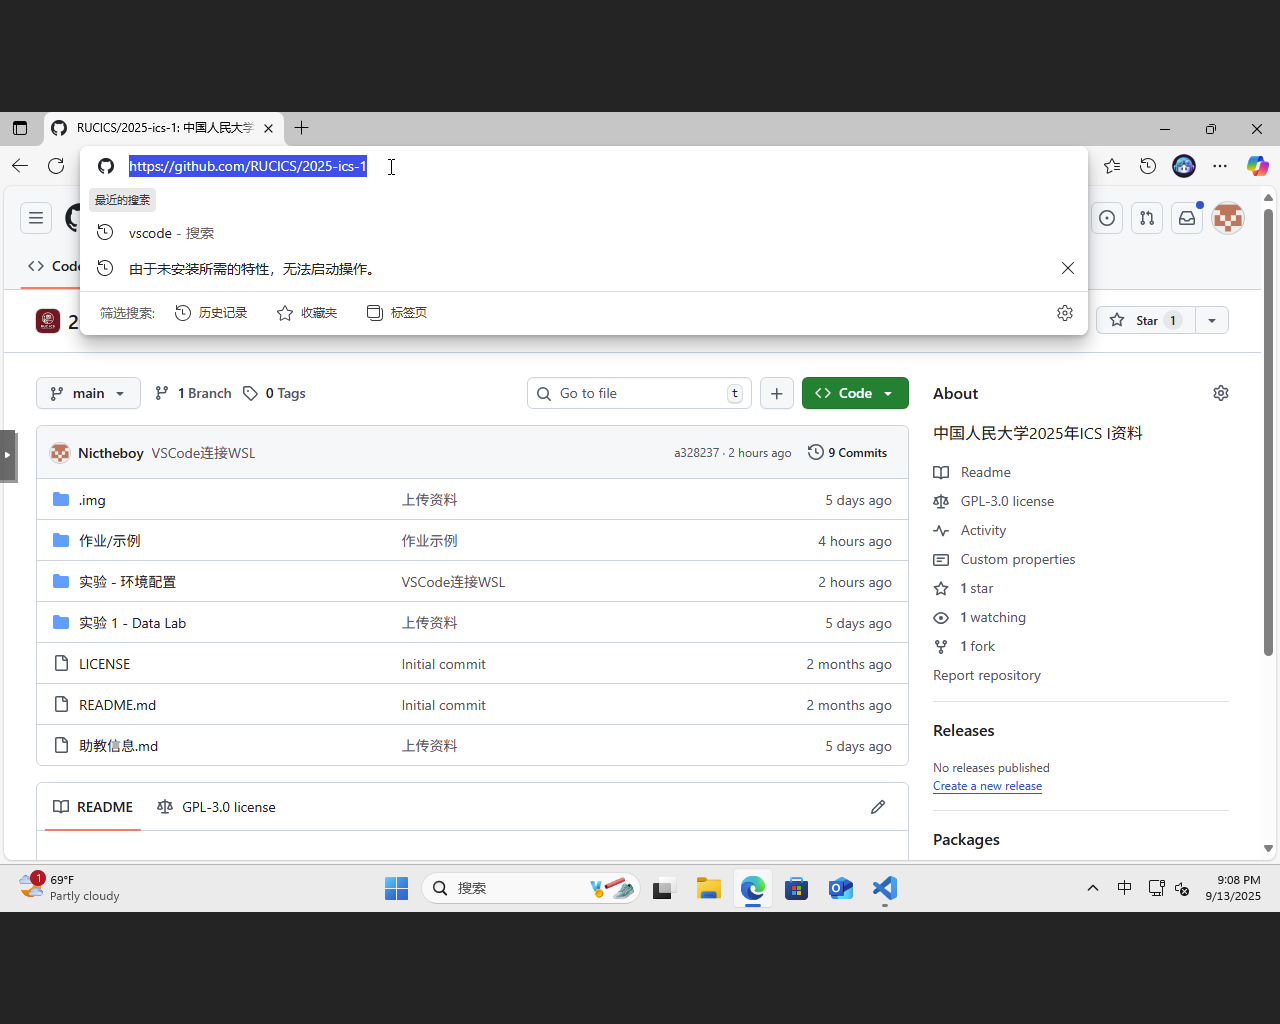 RUCICS/2025-ics-1: 中国人民大学
https://github.com/RUCICS/2025-ics-1
最近的搜索
vscode - 搜索
由于未安装所需的特性，无法启动操作。
筛选搜索: 历史记录 收藏夹 标签页
Star 1
main 1 Branch 0 Tags Go to file t Code
Nictheboy VSCode连接WSL a328237 · 2 hours ago 9 Commits
.img 上传资料 5 days ago
作业/示例 作业示例 4 hours ago
实验 - 环境配置 VSCode连接WSL 2 hours ago
实验 1 - Data Lab 上传资料 5 days ago
LICENSE Initial commit 2 months ago
README.md Initial commit 2 months ago
助教信息.md 上传资料 5 days ago
README GPL-3.0 license
About
中国人民大学2025年ICS I资料
Readme
GPL-3.0 license
Activity
Custom properties
1 star
1 watching
1 fork
Report repository
Releases
No releases published
Create a new release
Packages
1 69°F
Partly cloudy
搜索
中
9:08 PM
9/13/2025